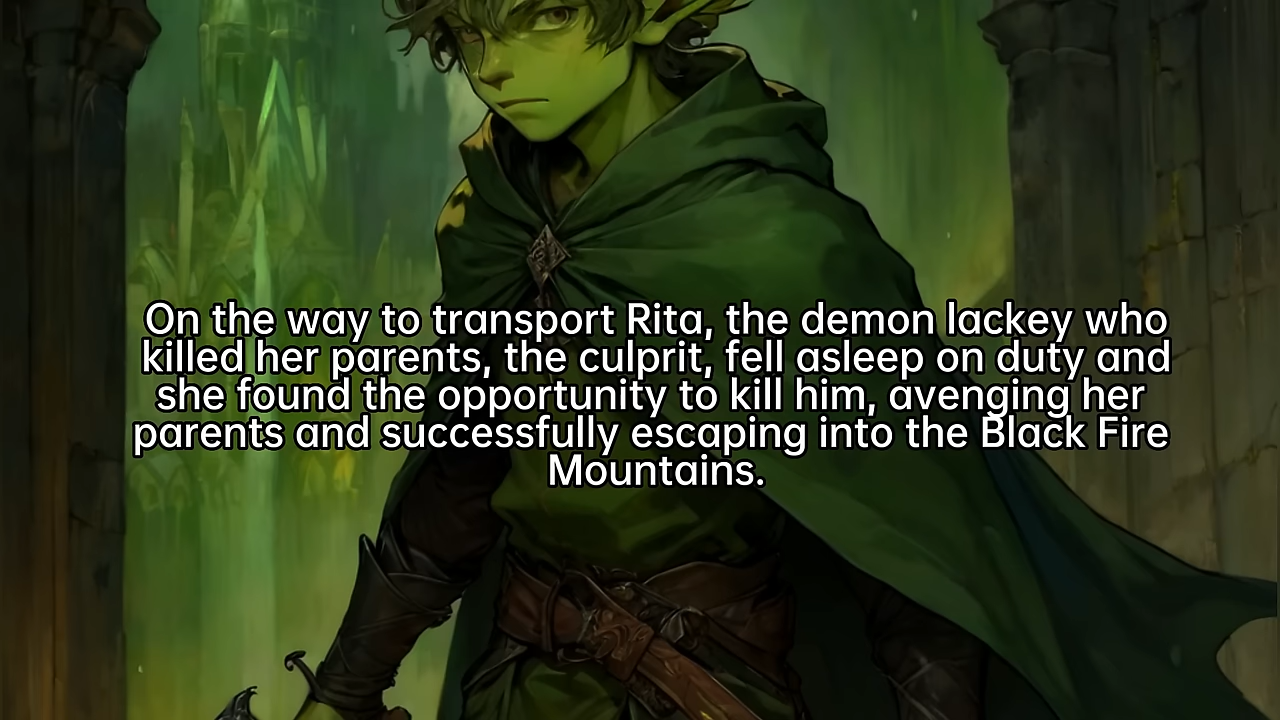 On the way to transport Rita, the demon lackey who
killed her parents, the culprit, fell asleep on duty and
she found the opportunity to kill him, avenging her
parents and successfully escaping into the Black Fire
Mountains.